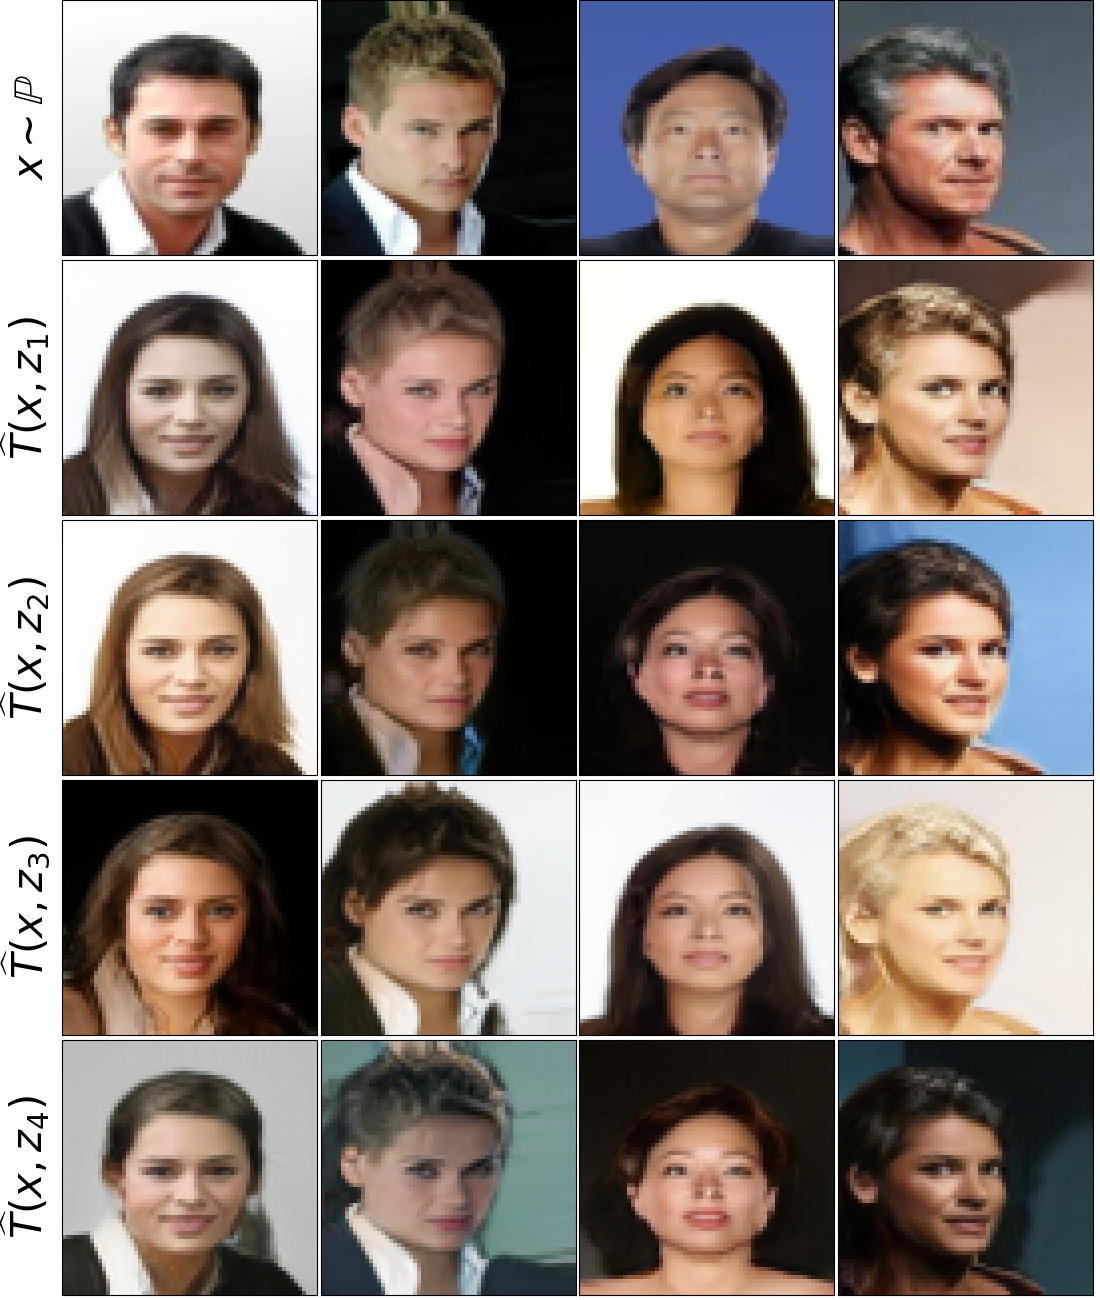 x ~ ℙ
T̂(x, z₁)
T̂(x, z₂)
T̂(x, z₃)
T̂(x, z₄)